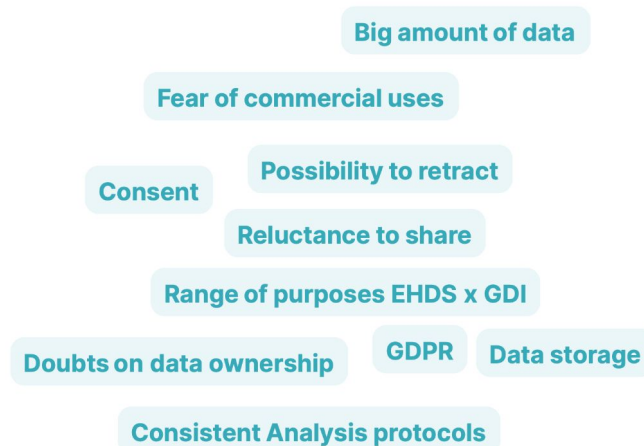 Big amount of data
Fear of commercial uses
Possibility to retract
Consent
Reluctance to share
Range of purposes EHDS x GDI
GDPR
Data storage
Doubts on data ownership
Consistent Analysis protocols